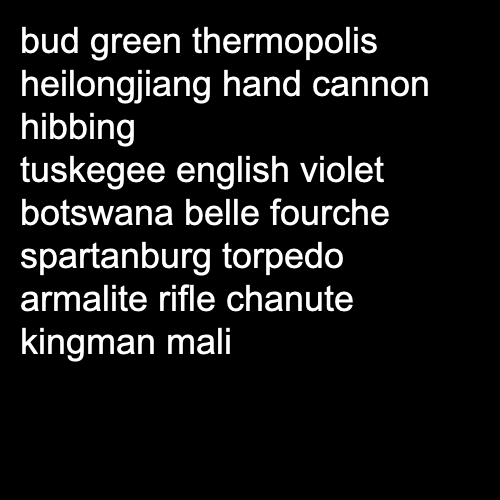 bud green thermopolis
heilongjiang hand cannon
hibbing
tuskegee english violet
botswana belle fourche
spartanburg torpedo
armalite rifle chanute
kingman mali